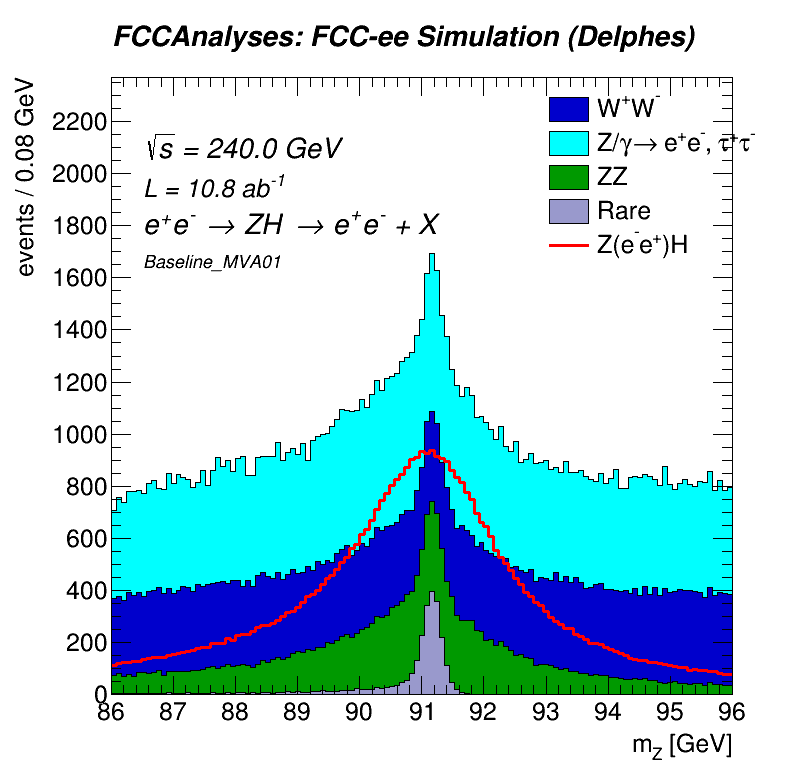 FCCAnalyses: FCC-ee Simulation (Delphes)
events / 0.08 GeV
2200
2000
1800
1600
1400
1200
1000
800
600
400
200
0
√s = 240.0 GeV
L = 10.8 ab⁻¹
e⁺e⁻ → ZH → e⁺e⁻ + X
Baseline_MVA01
W⁺W⁻
Z/γ→ e⁺e⁻, τ⁺τ⁻
ZZ
Rare
Z(e⁻e⁺)H
86 87 88 89 90 91 92 93 94 95 96
m_Z [GeV]